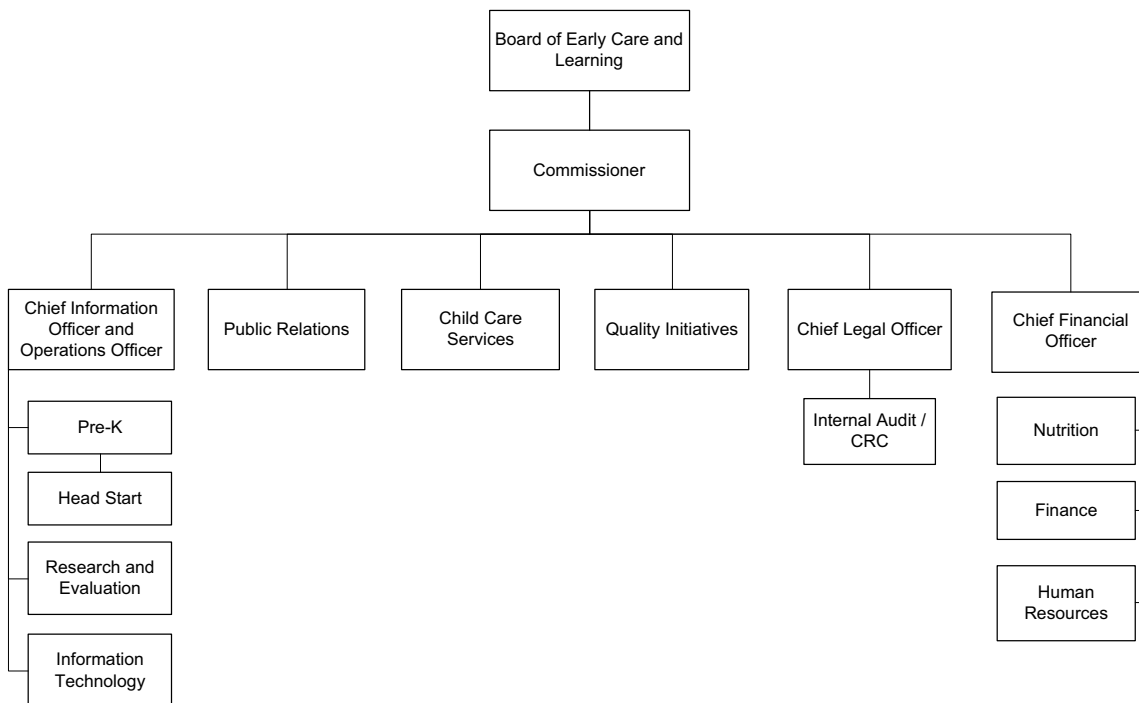 Board of Early Care and
Learning
Commissioner
Chief Information
Officer and
Operations Officer
Public Relations
Child Care
Services
Quality Initiatives
Chief Legal Officer
Chief Financial
Officer
Pre-K
Head Start
Research and
Evaluation
Information
Technology
Internal Audit /
CRC
Nutrition
Finance
Human
Resources